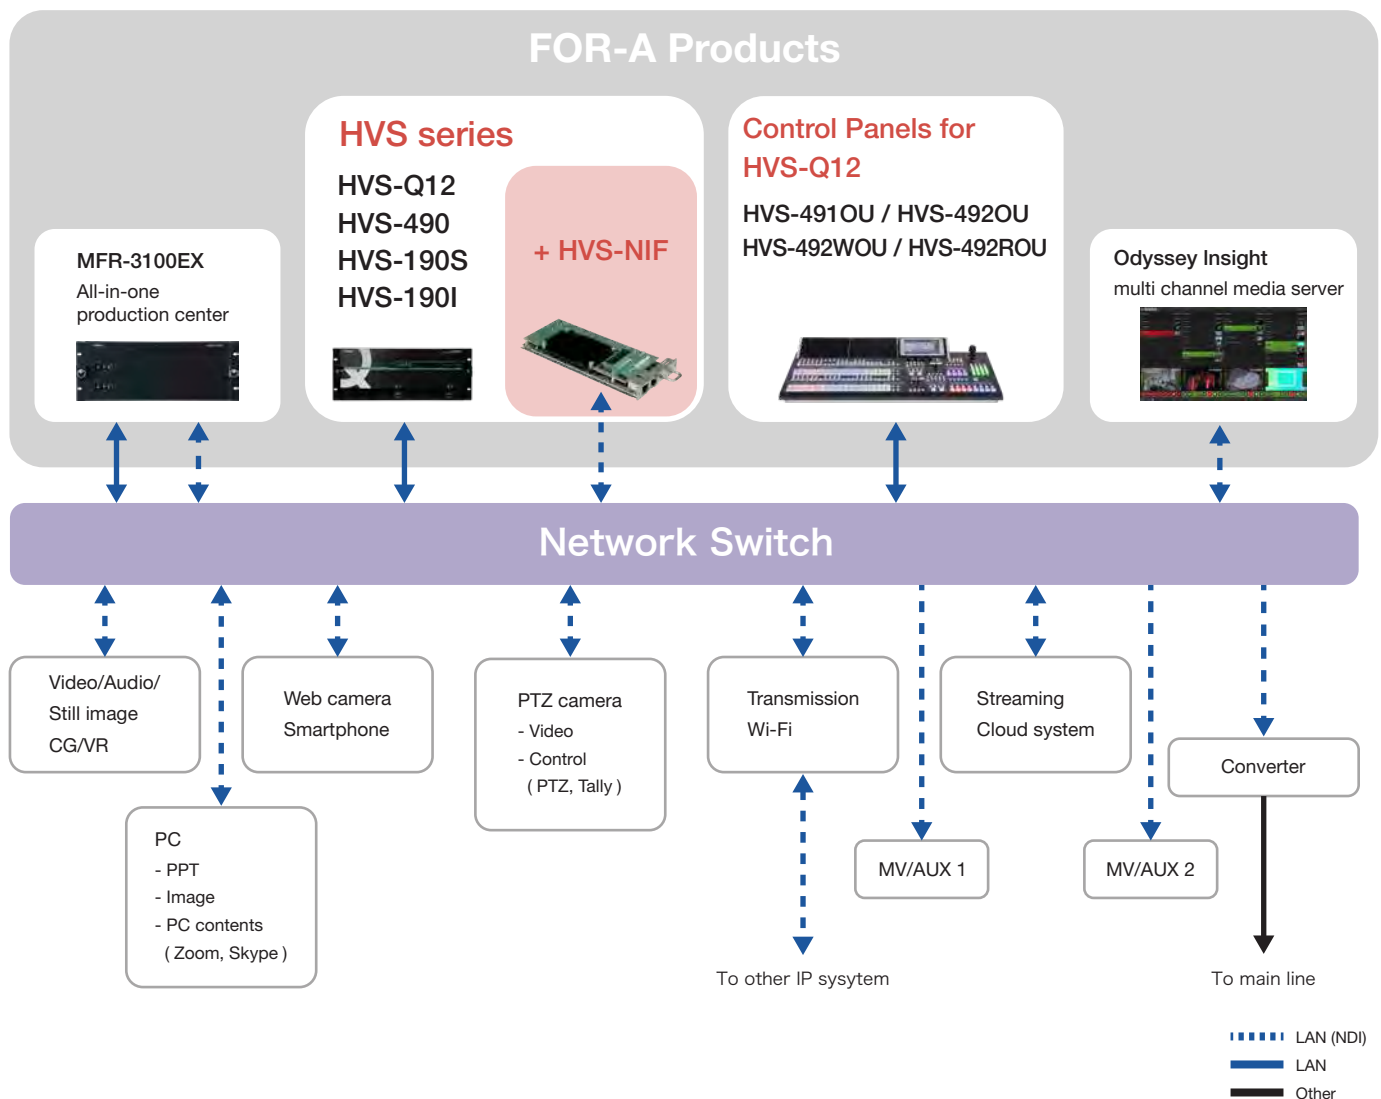 FOR-A Products
HVS series
HVS-Q12
HVS-490
HVS-190S
HVS-190I
+ HVS-NIF
Control Panels for
HVS-Q12
HVS-491OU / HVS-492OU
HVS-492WOU / HVS-492ROU
MFR-3100EX
All-in-one
production center
Odyssey Insight
multi channel media server
Network Switch
Video/Audio/
Still image
CG/VR
Web camera
Smartphone
PTZ camera
- Video
- Control
( PTZ, Tally )
Transmission
Wi-Fi
Streaming
Cloud system
Converter
PC
- PPT
- Image
- PC contents
( Zoom, Skype )
MV/AUX 1
MV/AUX 2
To other IP sysytem
To main line
LAN (NDI)
LAN
Other